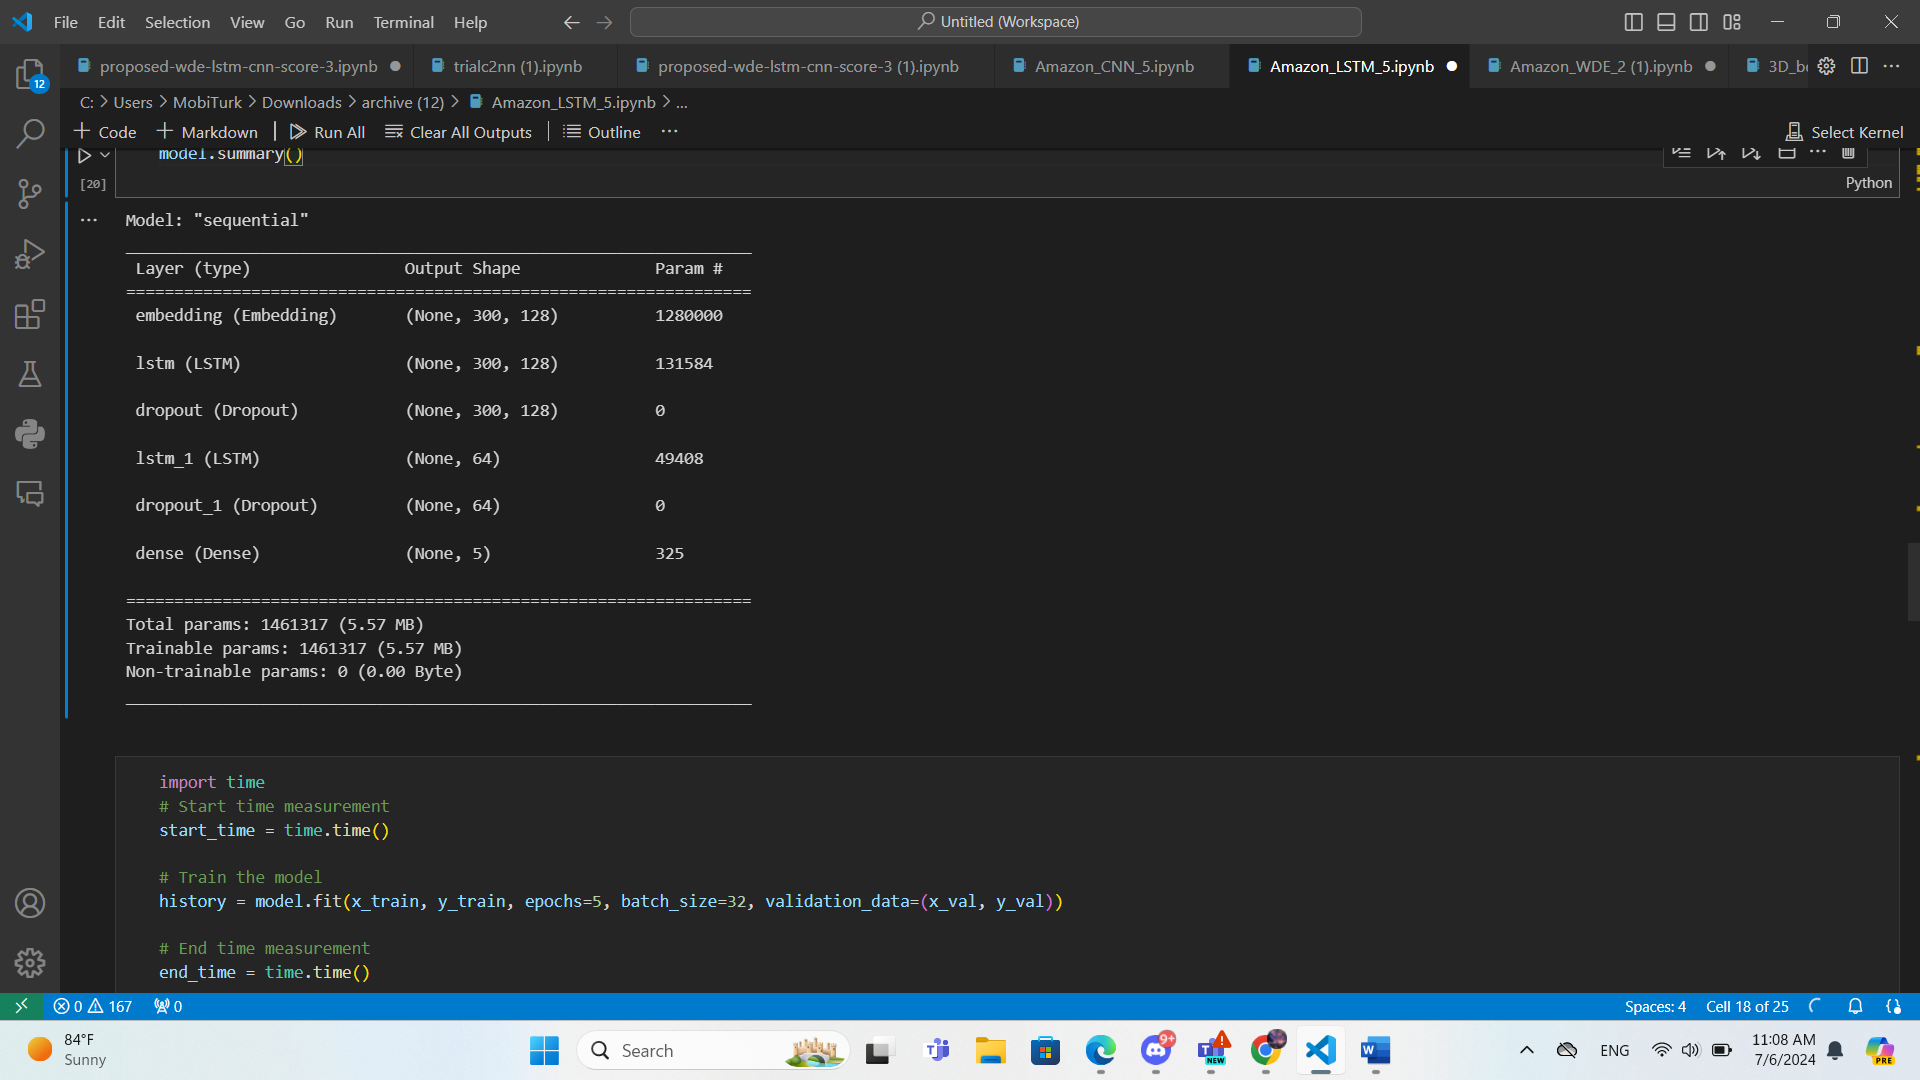 File Edit Selection View Go Run Terminal Help Untitled (Workspace)
proposed-wde-lstm-cnn-score-3.ipynb trialc2nn (1).ipynb proposed-wde-lstm-cnn-score-3 (1).ipynb Amazon_CNN_5.ipynb Amazon_LSTM_5.ipynb Amazon_WDE_2 (1).ipynb
12
C: > Users > MobiTurk > Downloads > archive (12) > Amazon_LSTM_5.ipynb > ...
+ Code + Markdown Run All Clear All Outputs Outline ... Select Kernel
model.summary()
[20] Python
... Model: "sequential"
Layer (type) Output Shape Param #
=================================================================
embedding (Embedding) (None, 300, 128) 1280000
lstm (LSTM) (None, 300, 128) 131584
dropout (Dropout) (None, 300, 128) 0
lstm_1 (LSTM) (None, 64) 49408
dropout_1 (Dropout) (None, 64) 0
dense (Dense) (None, 5) 325
=================================================================
Total params: 1461317 (5.57 MB)
Trainable params: 1461317 (5.57 MB)
Non-trainable params: 0 (0.00 Byte)
import time
# Start time measurement
start_time = time.time()
# Train the model
history = model.fit(x_train, y_train, epochs=5, batch_size=32, validation_data=(x_val, y_val))
# End time measurement
end_time = time.time()
0 167 0 Spaces: 4 Cell 18 of 25
84°F
Sunny
Search
9+
NEW
ENG
11:08 AM
7/6/2024
PRE